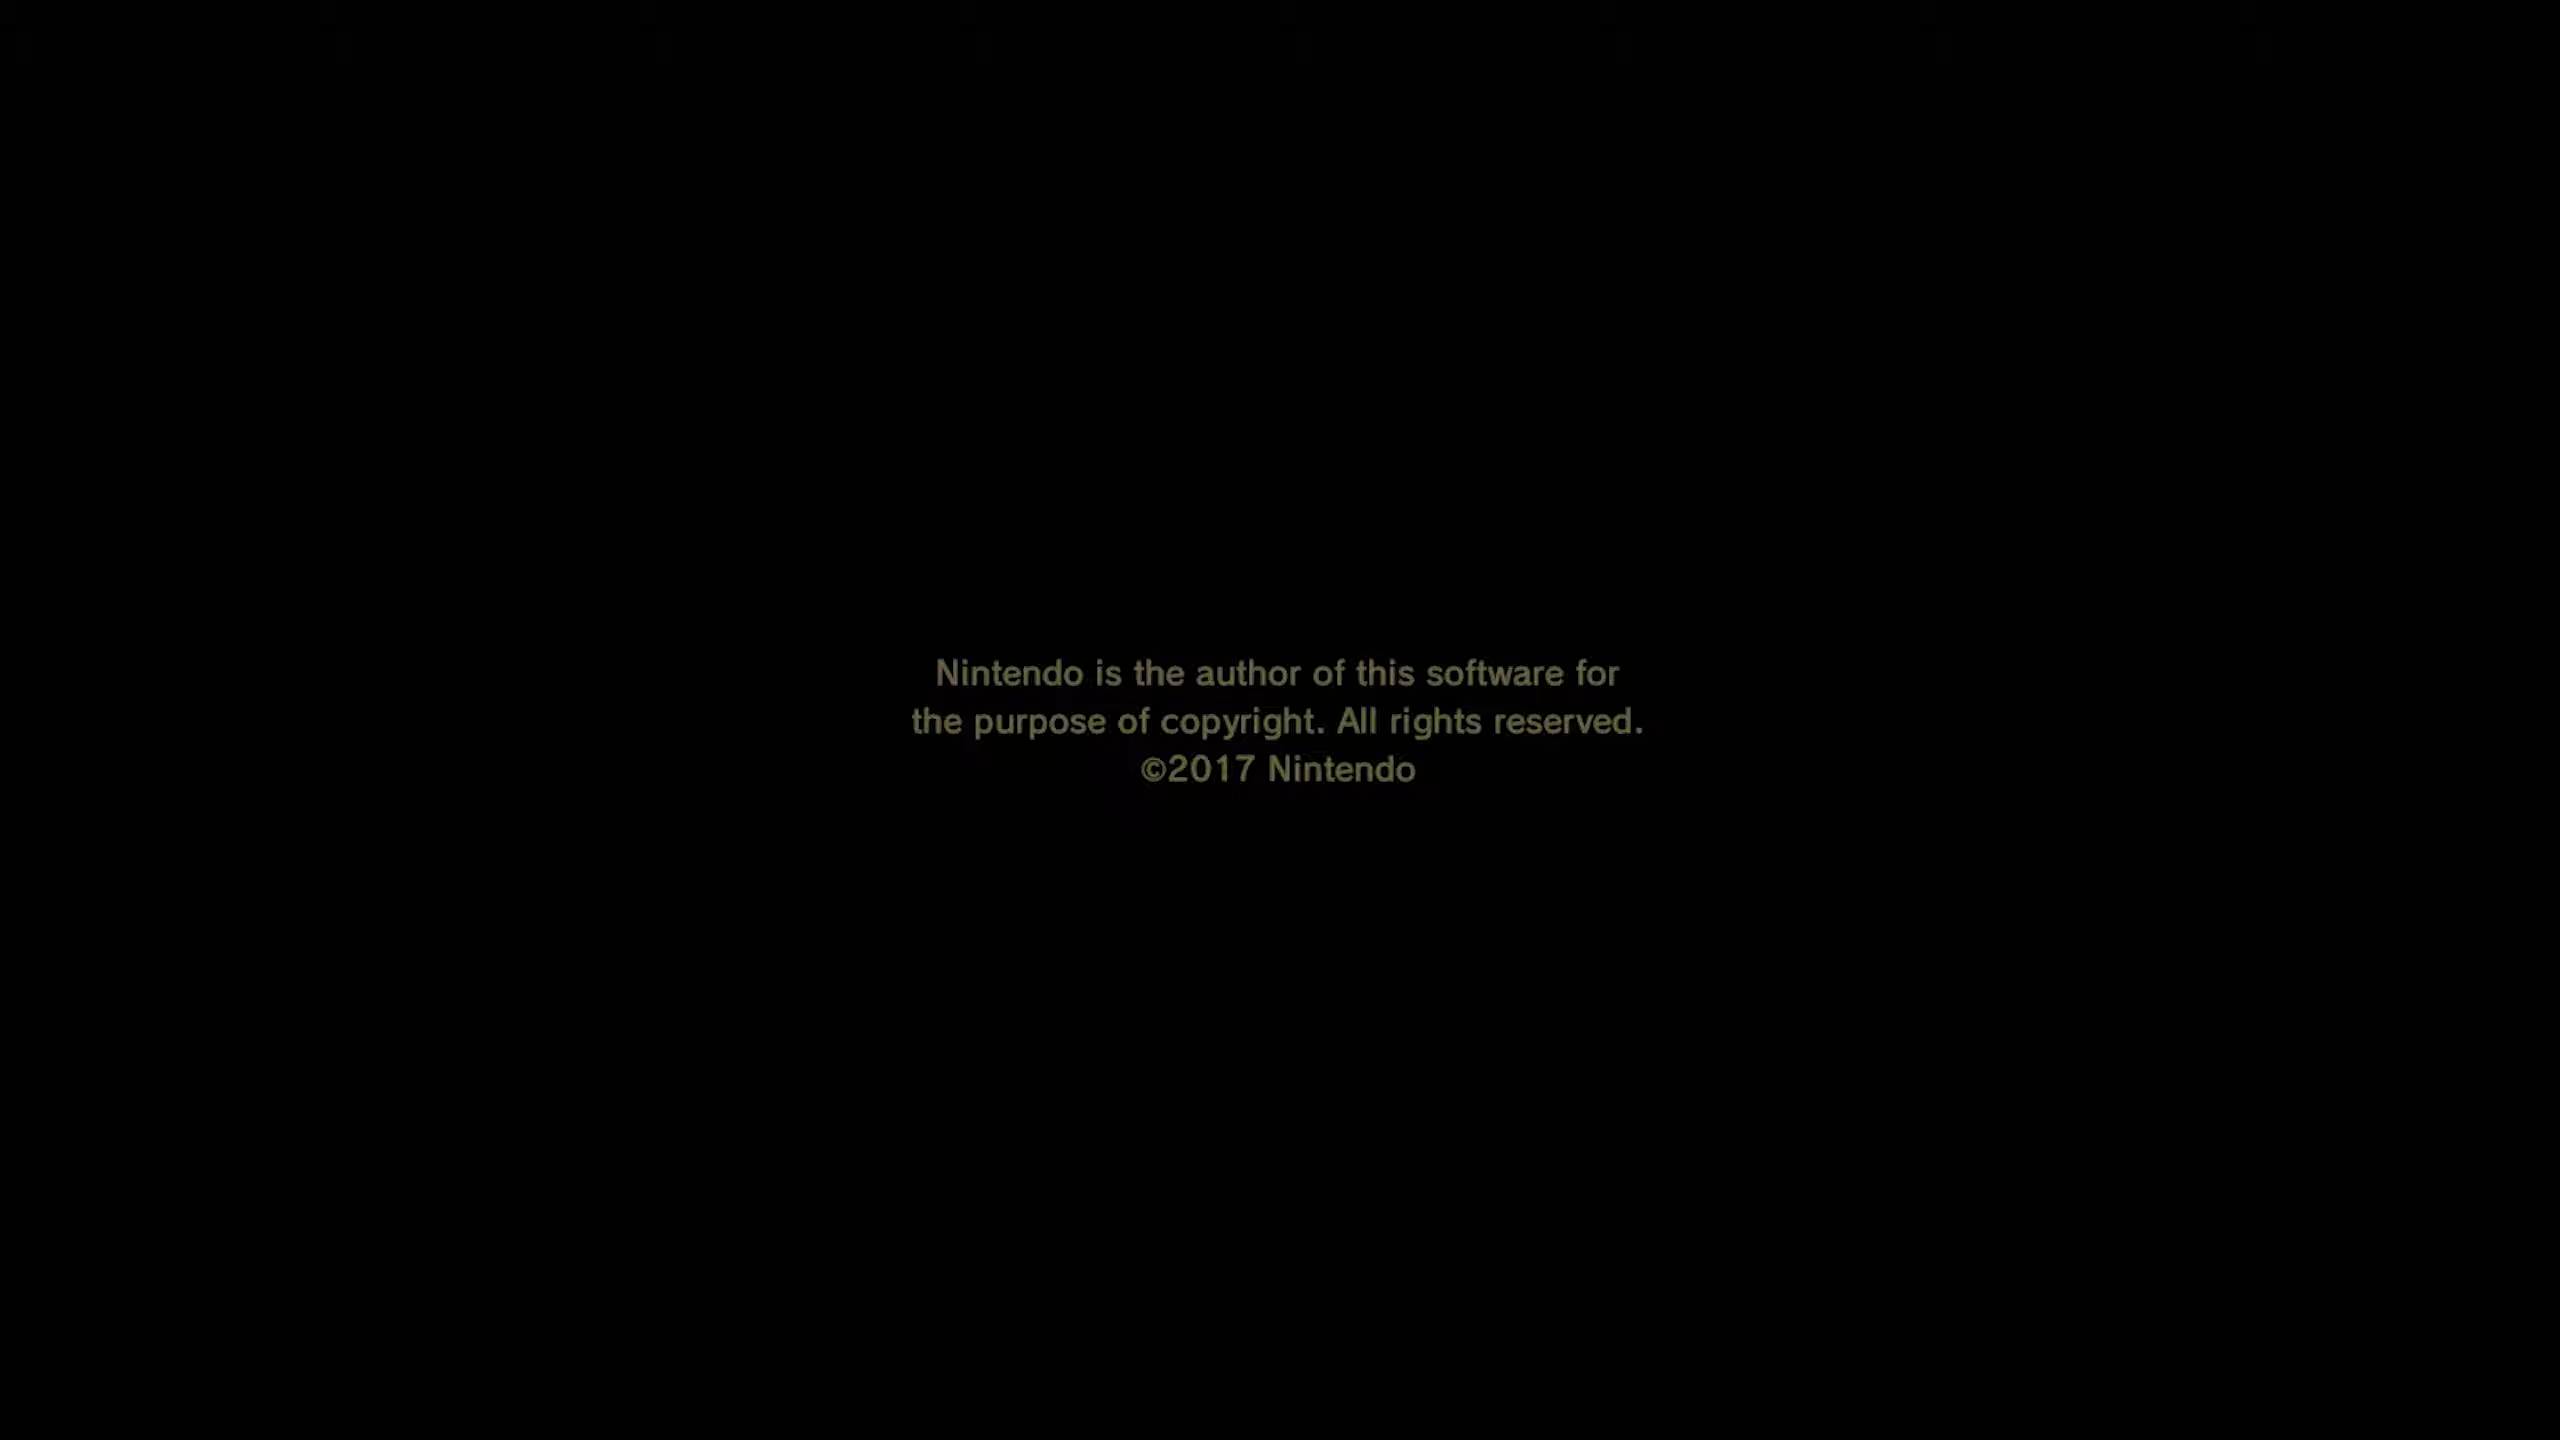 Nintendo is the author of this software for
the purpose of copyright. All rights reserved.
©2017 Nintendo